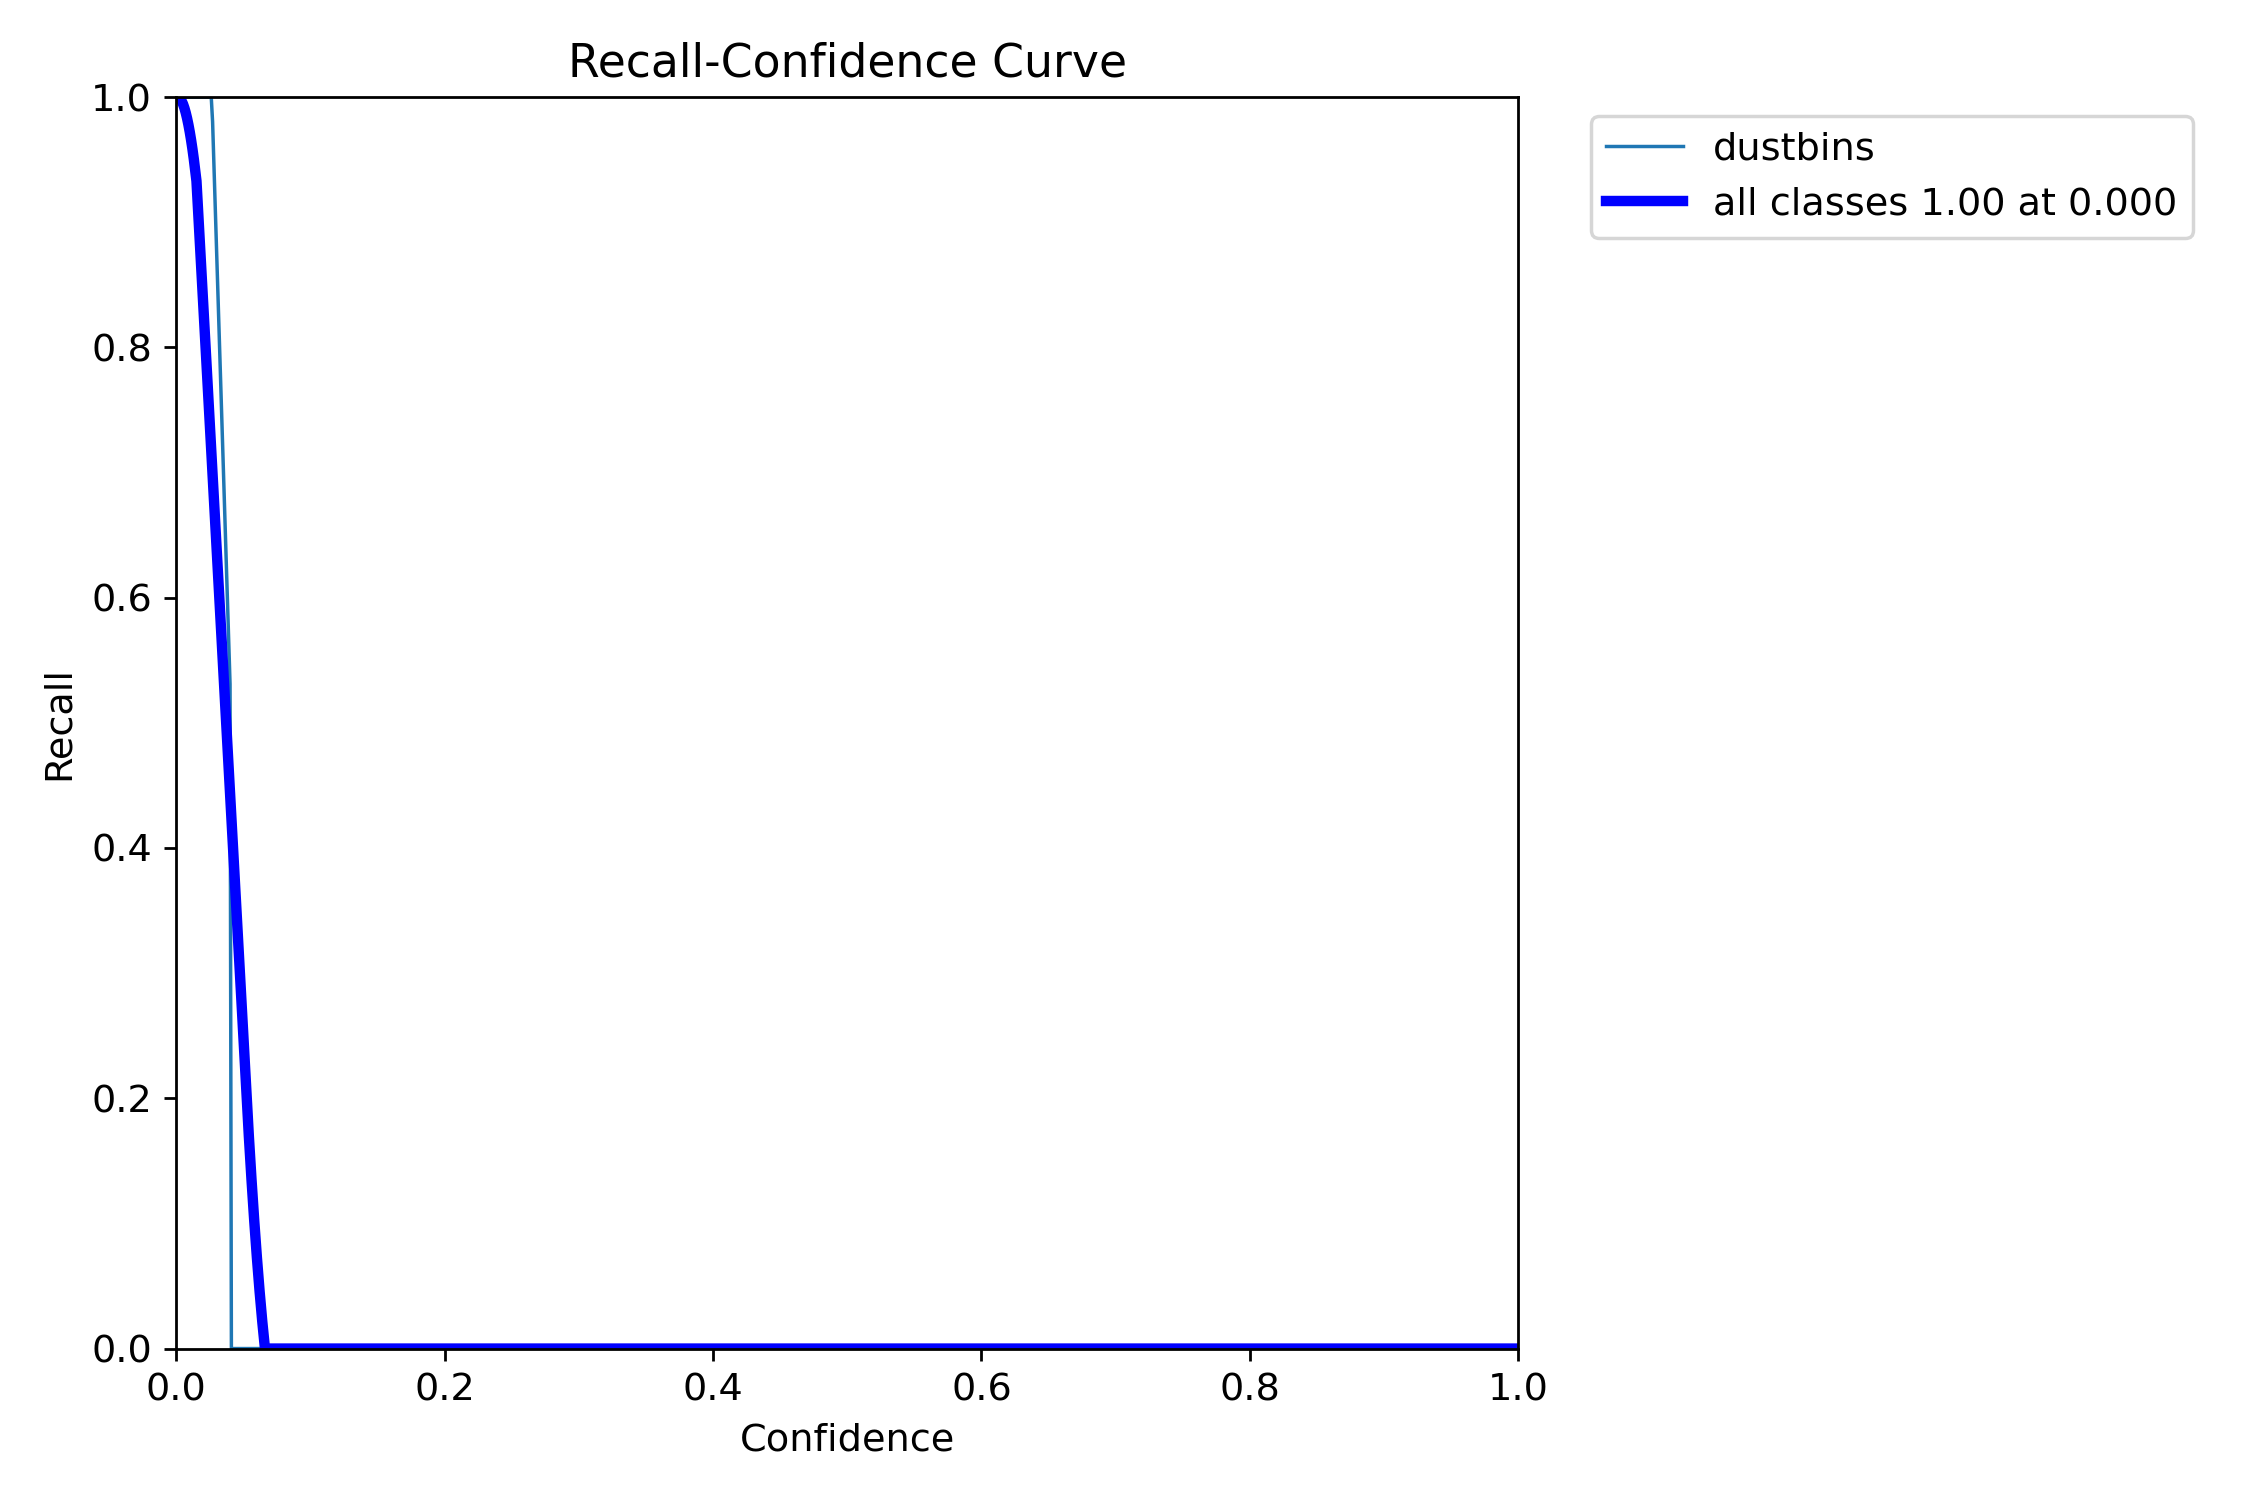 Recall-Confidence Curve
dustbins
all classes 1.00 at 0.000
1.0
0.8
0.6
0.4
0.2
0.0
Recall
0.0 0.2 0.4 0.6 0.8 1.0
Confidence